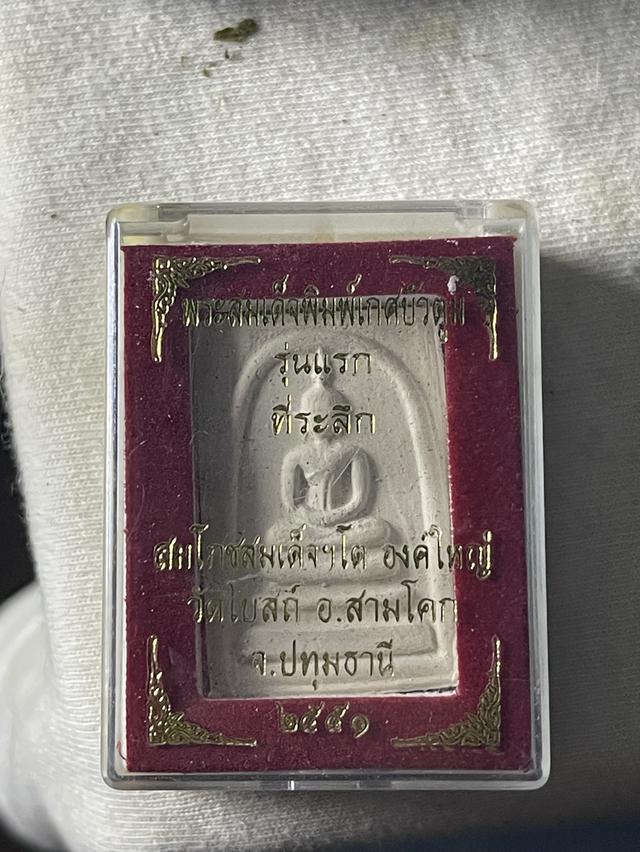 พระสมเด็จพิมพ์เกศบัวตูม
รุ่นแรก
ที่ระลึก
สมโภชสมเด็จฯโต องค์ใหญ่
วัดโบสถ์ อ.สามโคก
จ.ปทุมธานี
๒๕๕๑